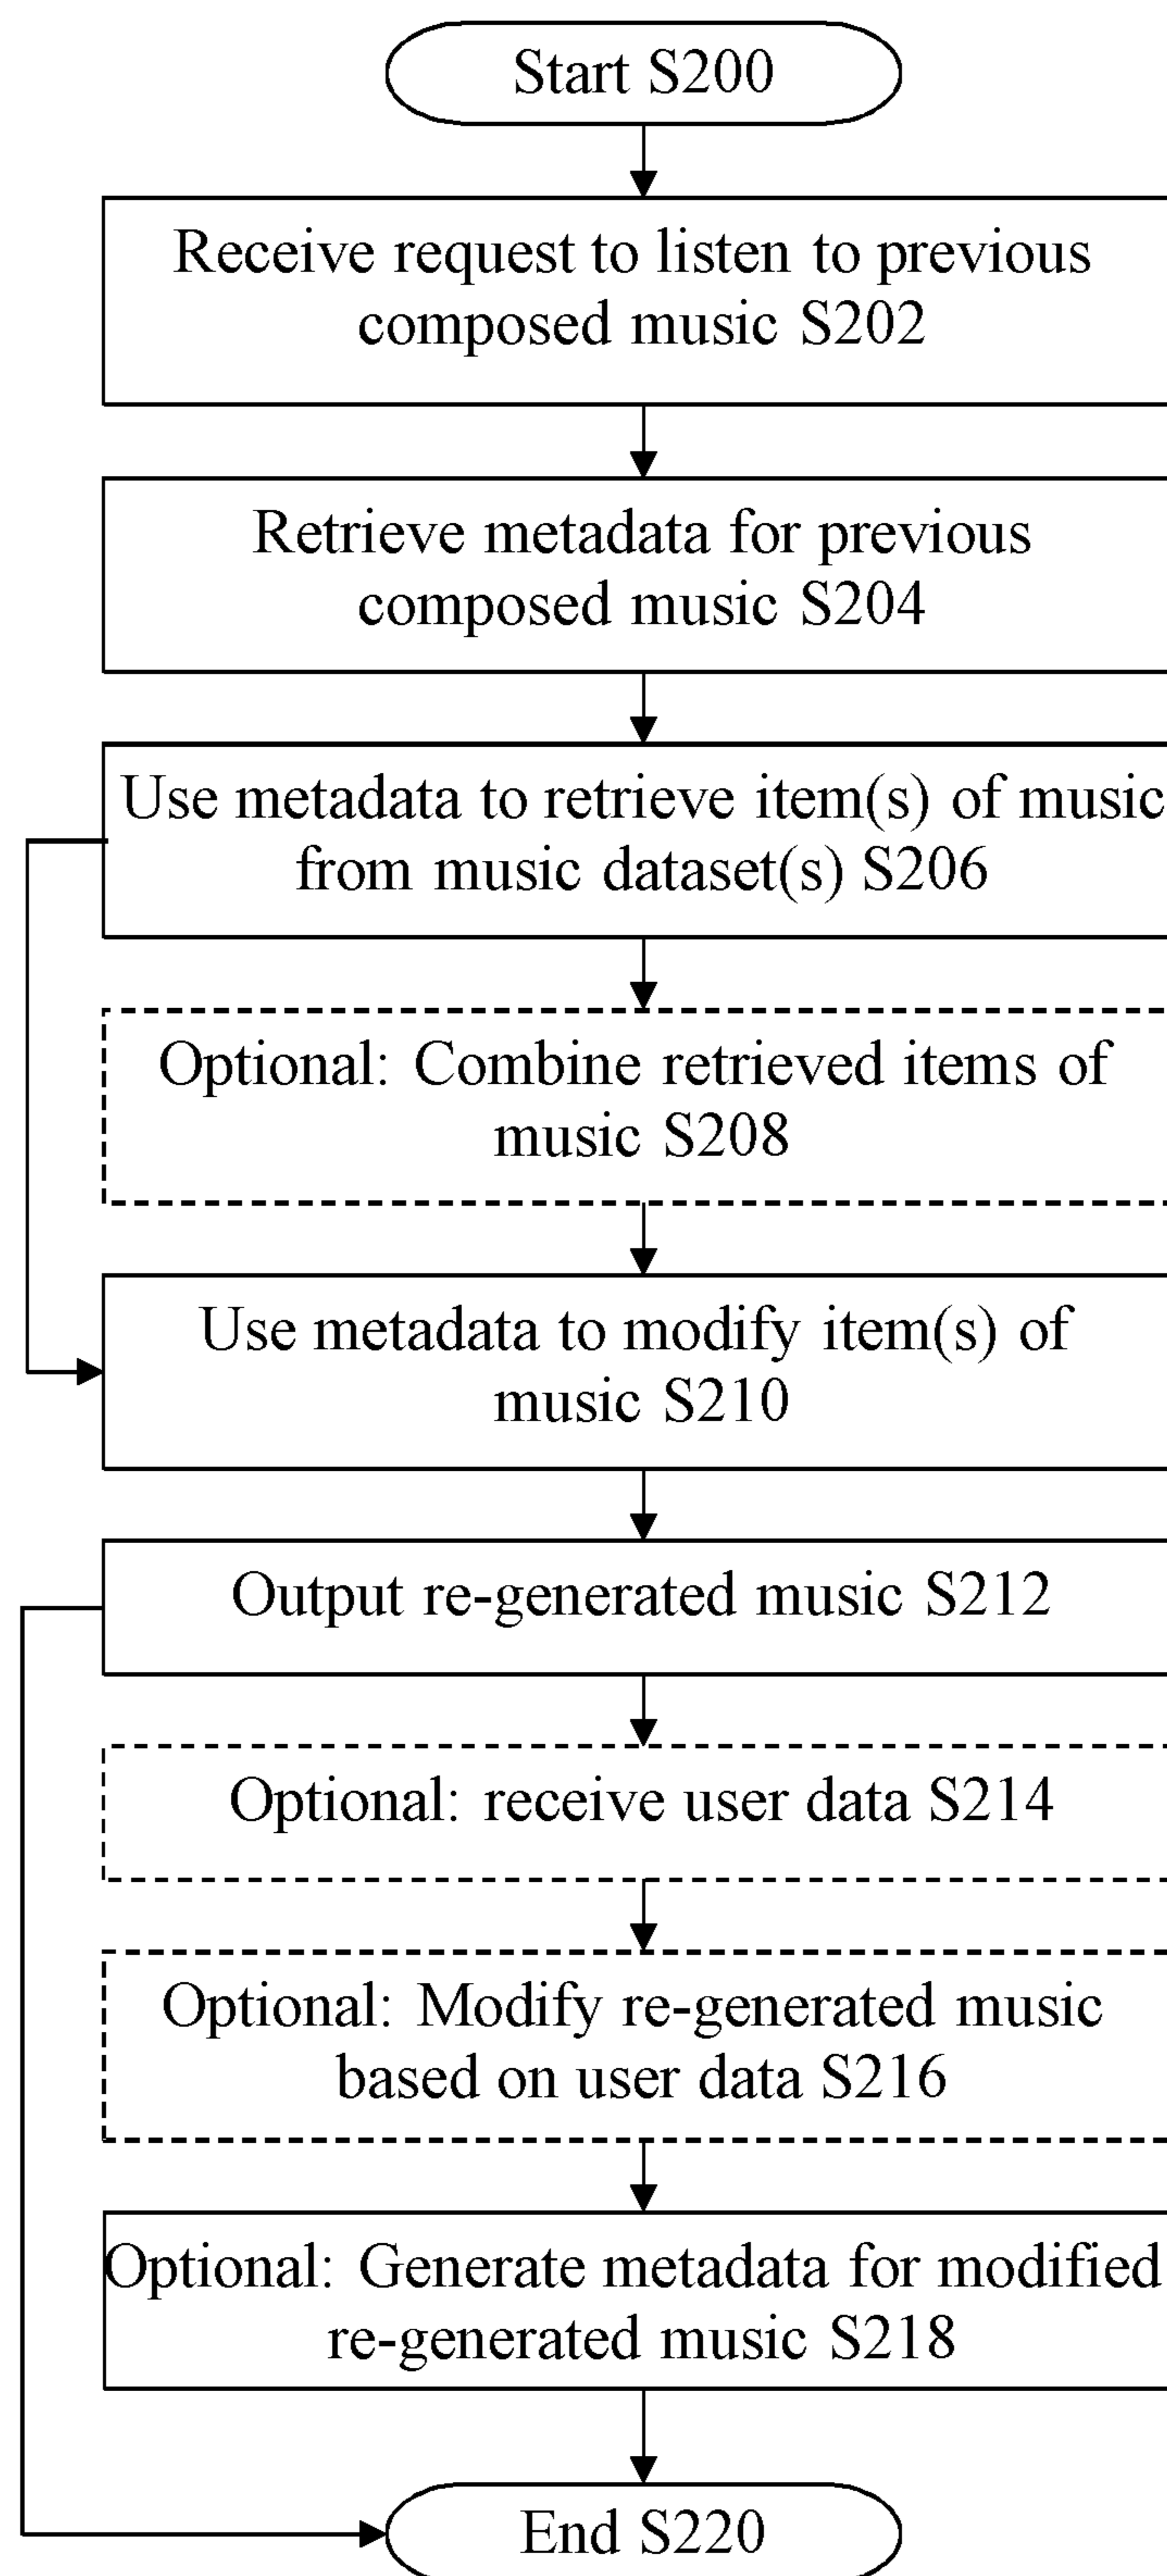 Start S200
Receive request to listen to previous
composed music S202
Retrieve metadata for previous
composed music S204
Use metadata to retrieve item(s) of music
from music dataset(s) S206
Optional: Combine retrieved items of
music S208
Use metadata to modify item(s) of
music S210
Output re-generated music S212
Optional: receive user data S214
Optional: Modify re-generated music
based on user data S216
Optional: Generate metadata for modified
re-generated music S218
End S220